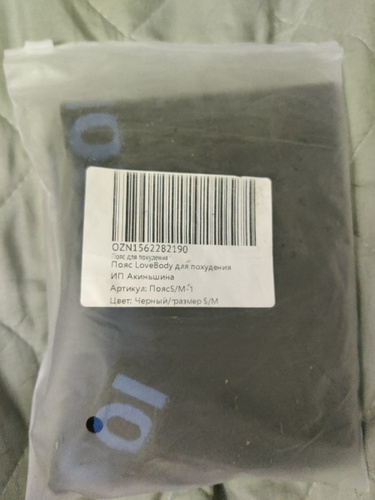 OZN1562282190
Пояс для похудения
Пояс LoveBody для похудения
ИП Акиньшина
Артикул: ПоясS/M-1
Цвет: Черный/размер S/M